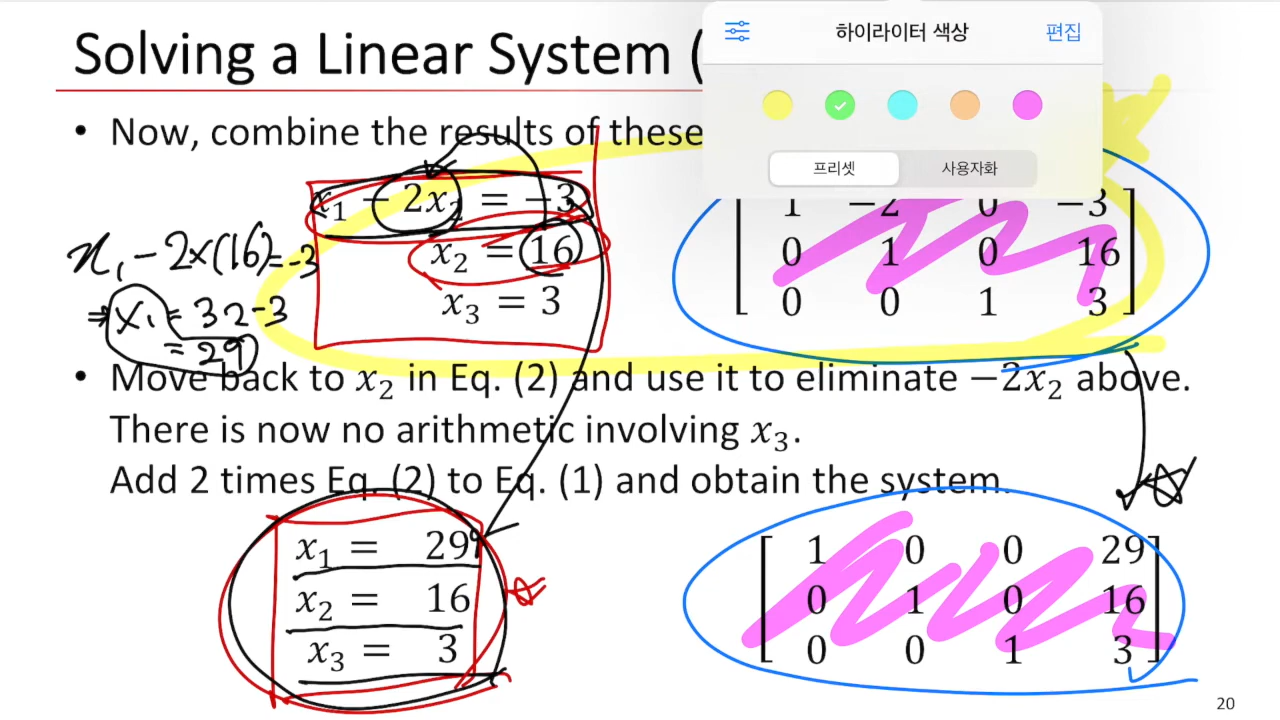 Solving a Linear System (
하이라이터 색상
편집
프리셋
사용자화
• Now, combine the results of these
x₁ − 2x₂ = −3
x₂ = 16
x₃ = 3
1 −2 0 −3
0 1 0 16
0 0 1 3
x₁ − 2×(16) = −3
⇒ x₁ = 32 − 3
= 29
• Move back to x₂ in Eq. (2) and use it to eliminate −2x₂ above.
There is now no arithmetic involving x₃.
Add 2 times Eq. (2) to Eq. (1) and obtain the system.
x₁ = 29
x₂ = 16
x₃ = 3
1 0 0 29
0 1 0 16
0 0 1 3
20